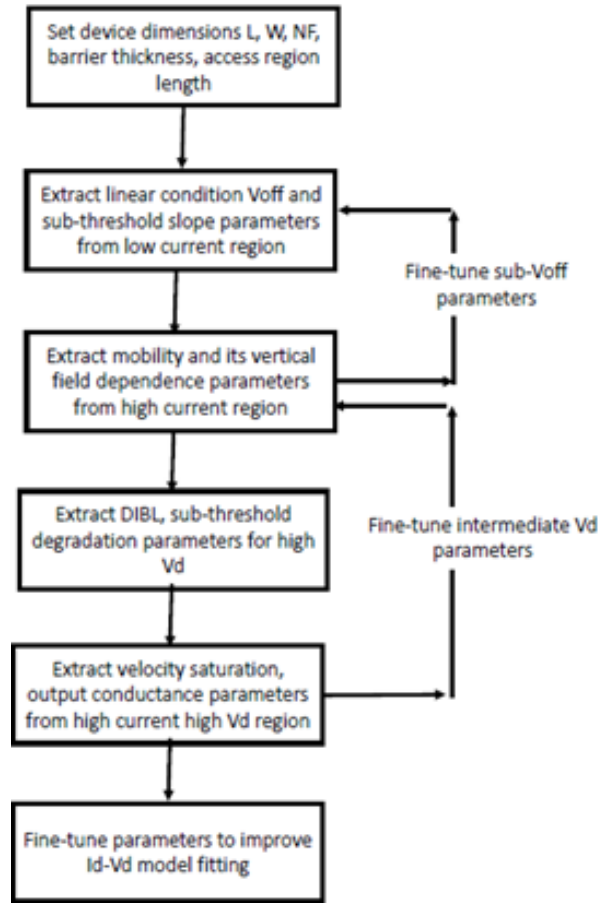 Set device dimensions L, W, NF,
barrier thickness, access region
length
Extract linear condition Voff and
sub-threshold slope parameters
from low current region
Fine-tune sub-Voff
parameters
Extract mobility and its vertical
field dependence parameters
from high current region
Extract DIBL, sub-threshold
degradation parameters for high
Vd
Fine-tune intermediate Vd
parameters
Extract velocity saturation,
output conductance parameters
from high current high Vd region
Fine-tune parameters to improve
Id-Vd model fitting